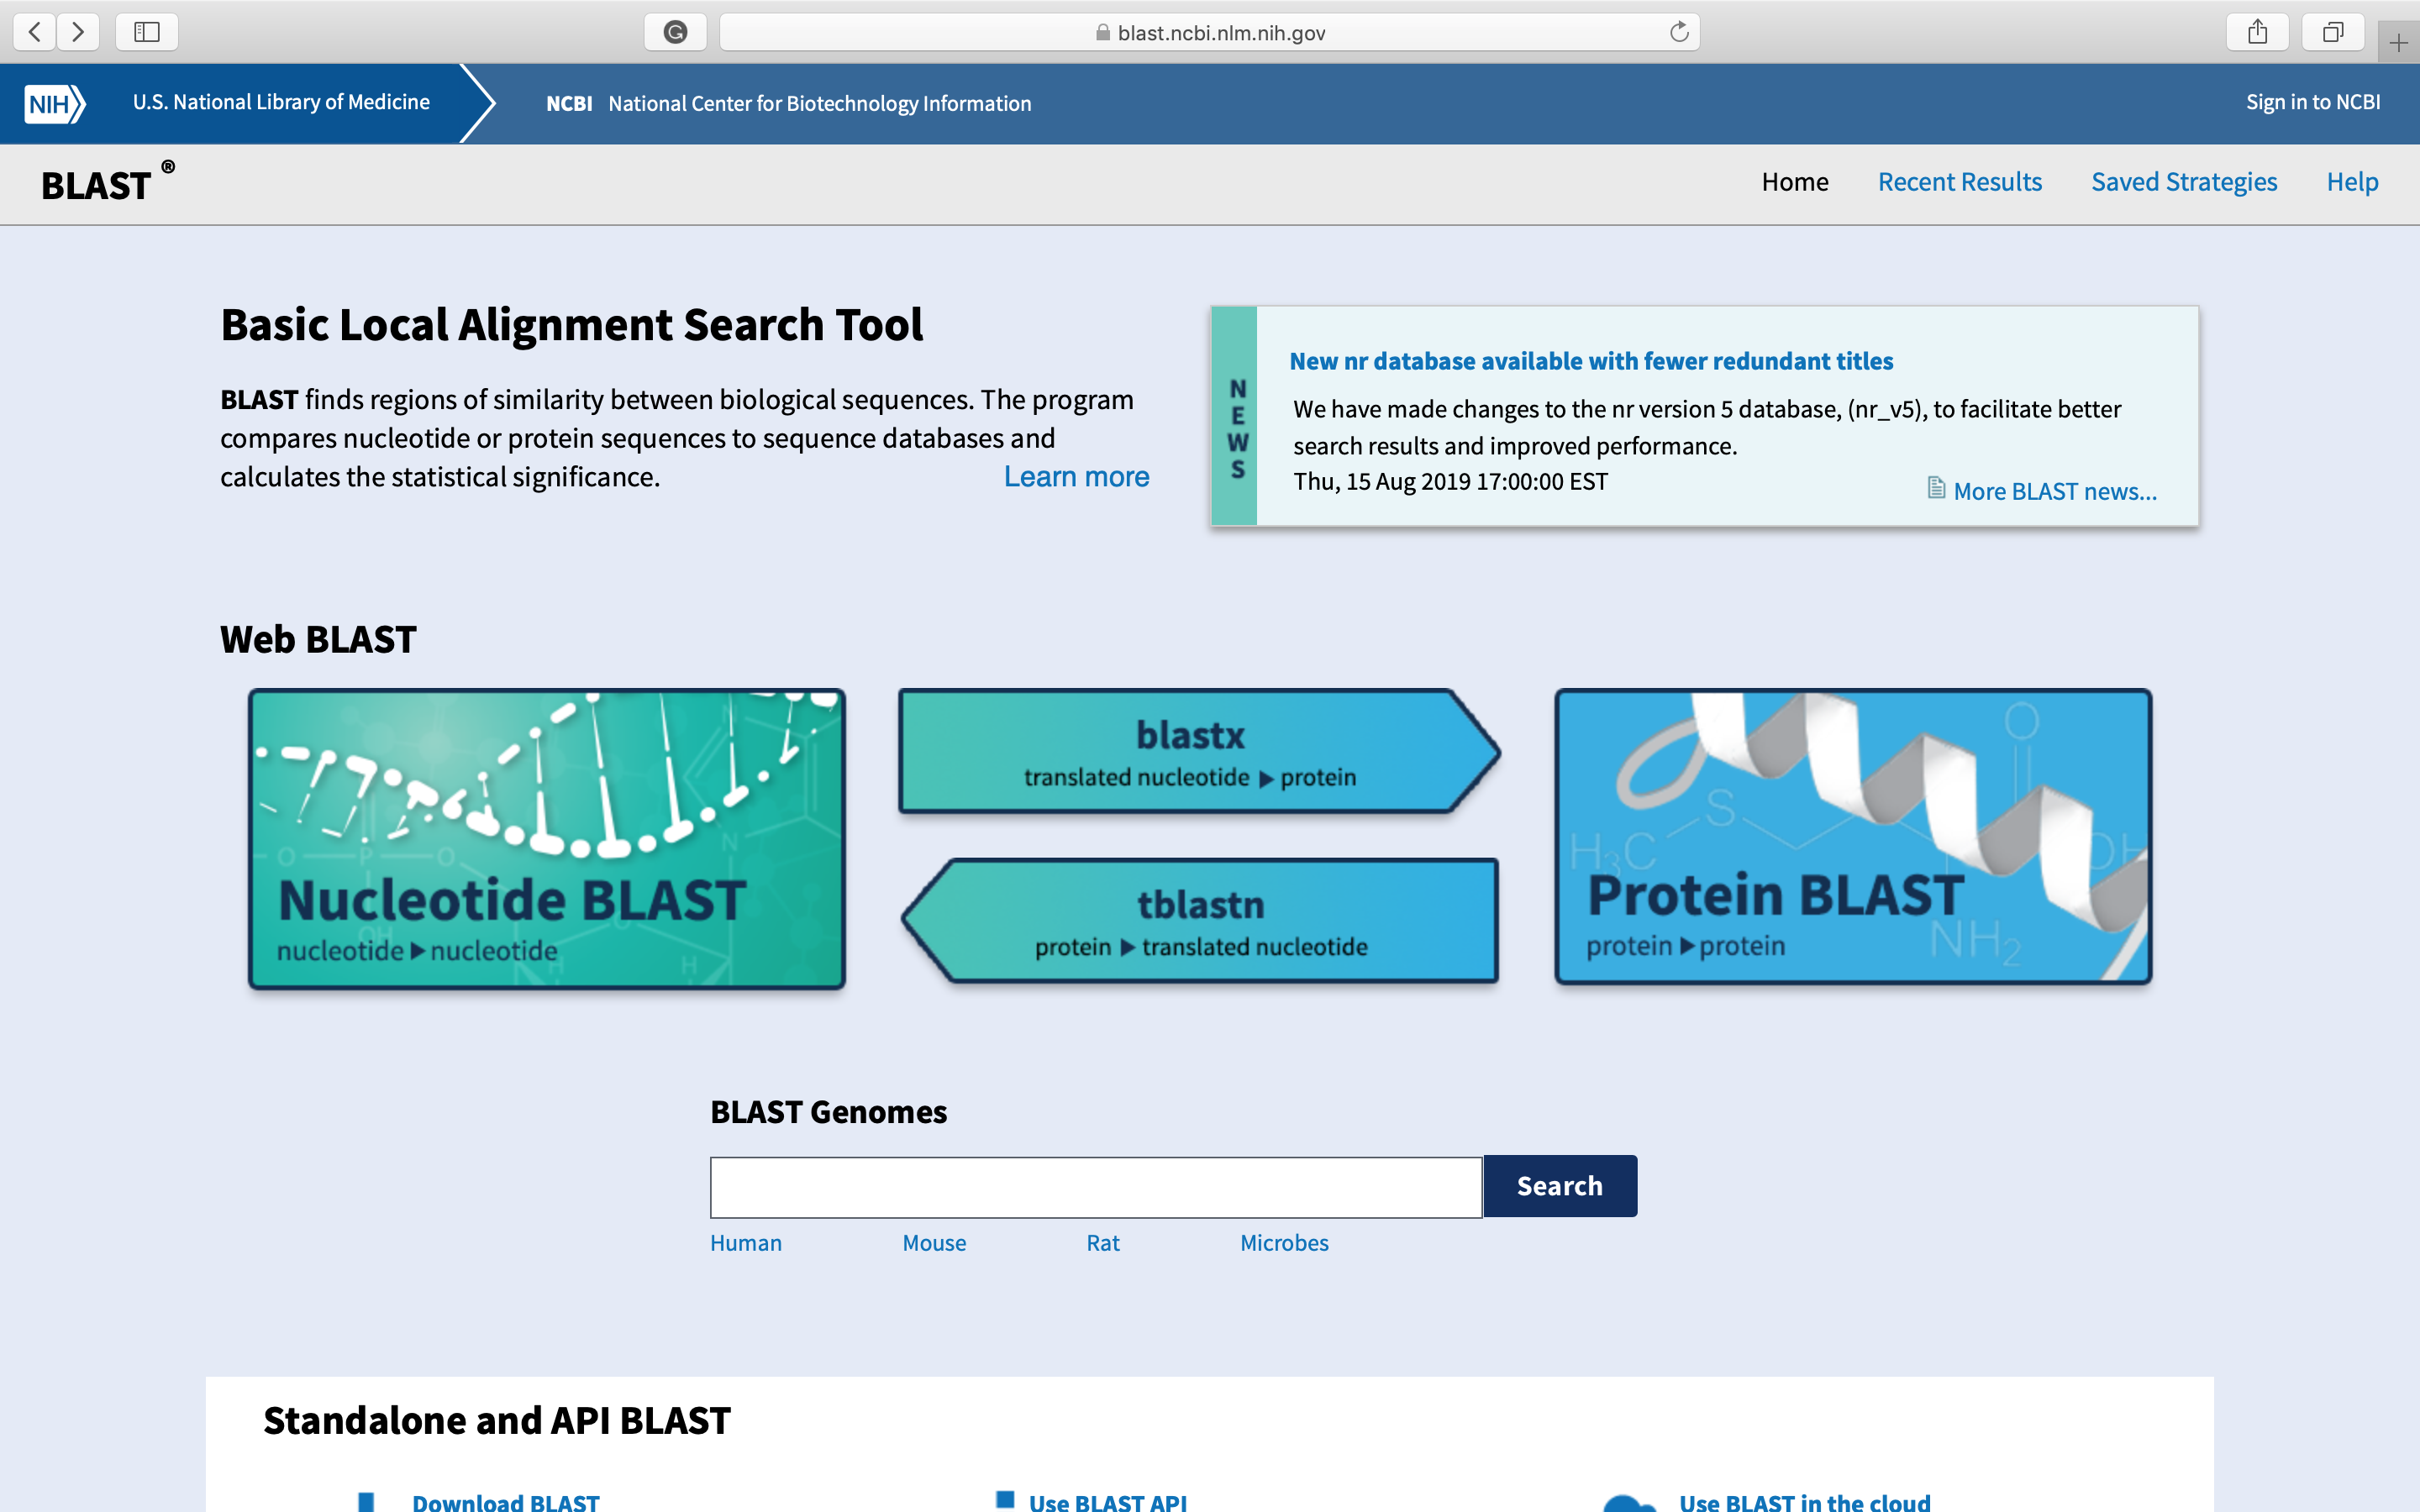 blast.ncbi.nlm.nih.gov
NIH U.S. National Library of Medicine NCBI National Center for Biotechnology Information Sign in to NCBI
BLAST ® Home Recent Results Saved Strategies Help
Basic Local Alignment Search Tool
BLAST finds regions of similarity between biological sequences. The program
compares nucleotide or protein sequences to sequence databases and
calculates the statistical significance. Learn more
NEWS
New nr database available with fewer redundant titles
We have made changes to the nr version 5 database, (nr_v5), to facilitate better
search results and improved performance.
Thu, 15 Aug 2019 17:00:00 EST
More BLAST news...
Web BLAST
O P O N N
OH O H H
Nucleotide BLAST
nucleotide ▶ nucleotide
blastx
translated nucleotide ▶ protein
tblastn
protein ▶ translated nucleotide
O
S
H₃C OH
Protein BLAST
NH₂
protein ▶ protein
BLAST Genomes
Search
Human Mouse Rat Microbes
Standalone and API BLAST
Download BLAST Use BLAST API Use BLAST in the cloud